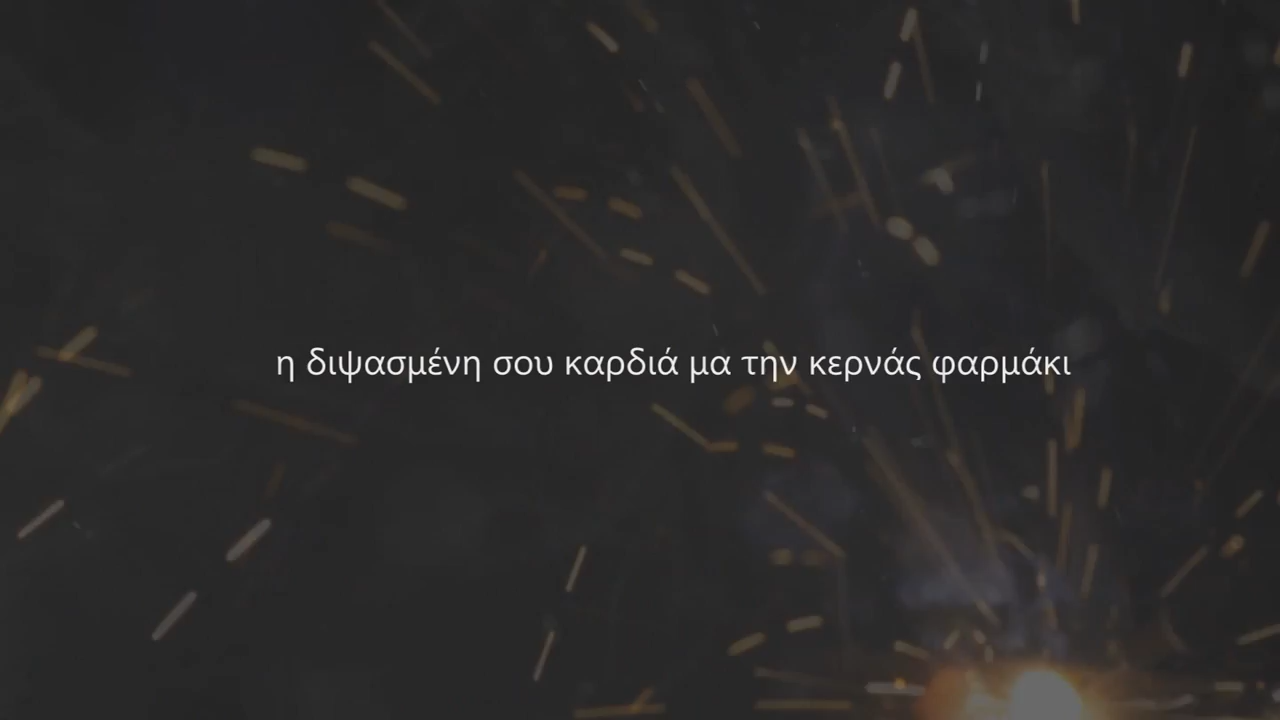 η διψασμένη σου καρδιά μα την κερνάς φαρμάκι